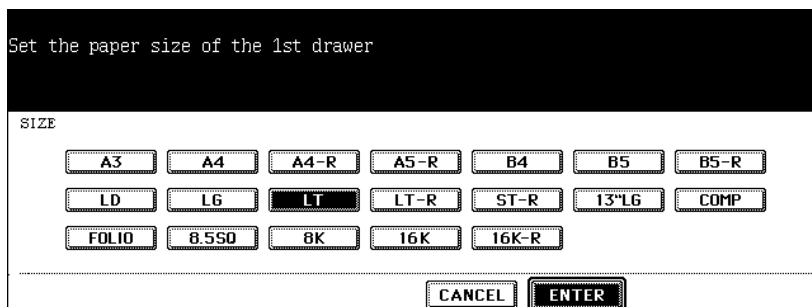 Set the paper size of the 1st drawer
SIZE
A3 A4 A4-R A5-R B4 B5 B5-R
LD LG LT LT-R ST-R 13"LG COMP
FOLIO 8.5SQ 8K 16K 16K-R
CANCEL ENTER